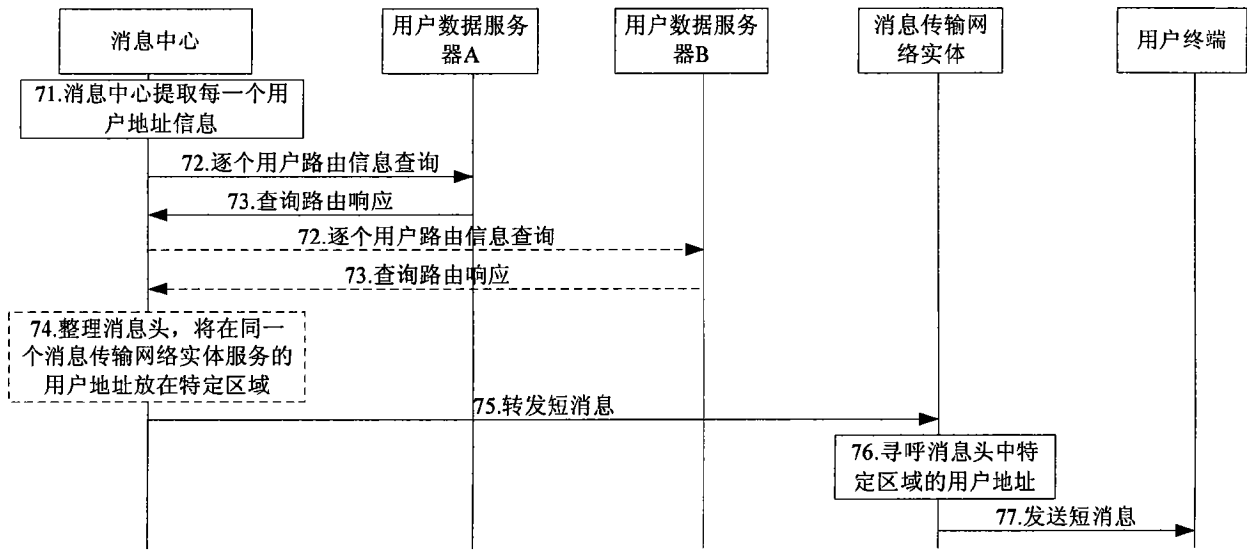 消息中心
用户数据服务
器A
用户数据服务
器B
消息传输网
络实体
用户终端
71.消息中心提取每一个用
户地址信息
72.逐个用户路由信息查询
73.查询路由响应
72.逐个用户路由信息查询
73.查询路由响应
74.整理消息头，将在同一
个消息传输网络实体服务的
用户地址放在特定区域
75.转发短消息
76.寻呼消息头中特
定区域的用户地址
77.发送短消息